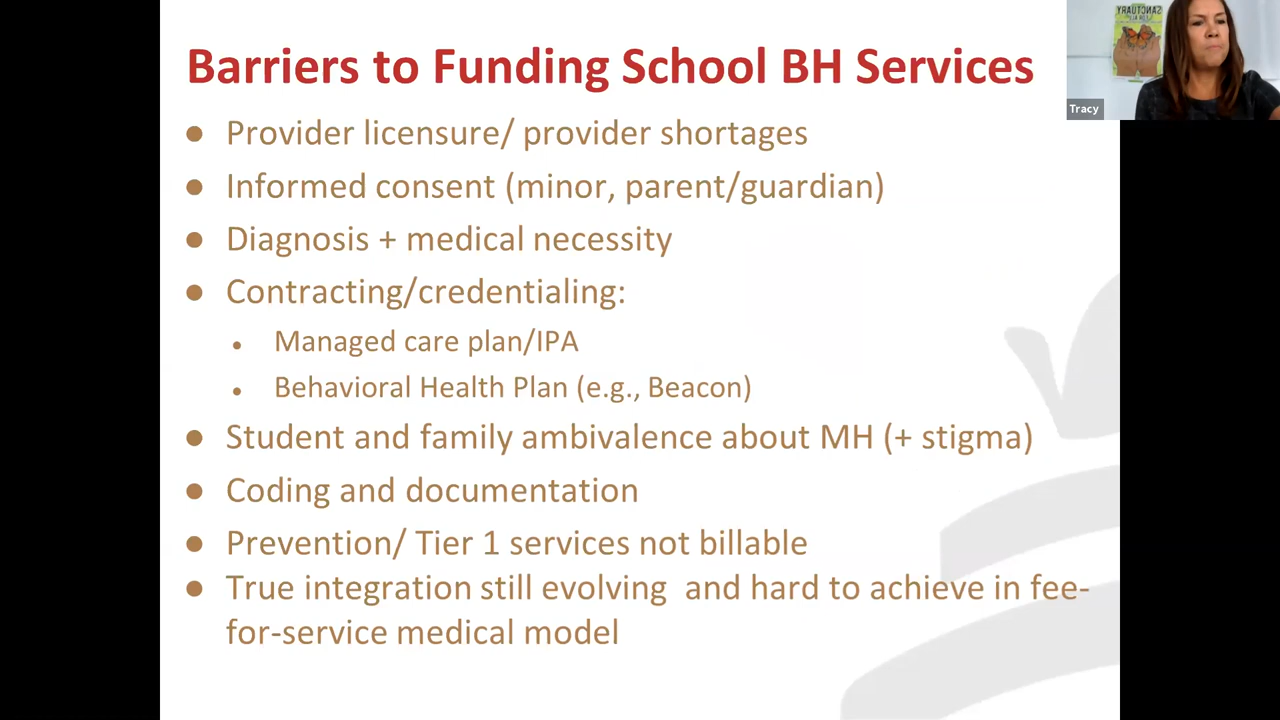 Barriers to Funding School BH Services
● Provider licensure/ provider shortages
● Informed consent (minor, parent/guardian)
● Diagnosis + medical necessity
● Contracting/credentialing:
● Managed care plan/IPA
● Behavioral Health Plan (e.g., Beacon)
● Student and family ambivalence about MH (+ stigma)
● Coding and documentation
● Prevention/ Tier 1 services not billable
● True integration still evolving  and hard to achieve in fee-
for-service medical model
SANCTUARY
FOR ALL
Tracy